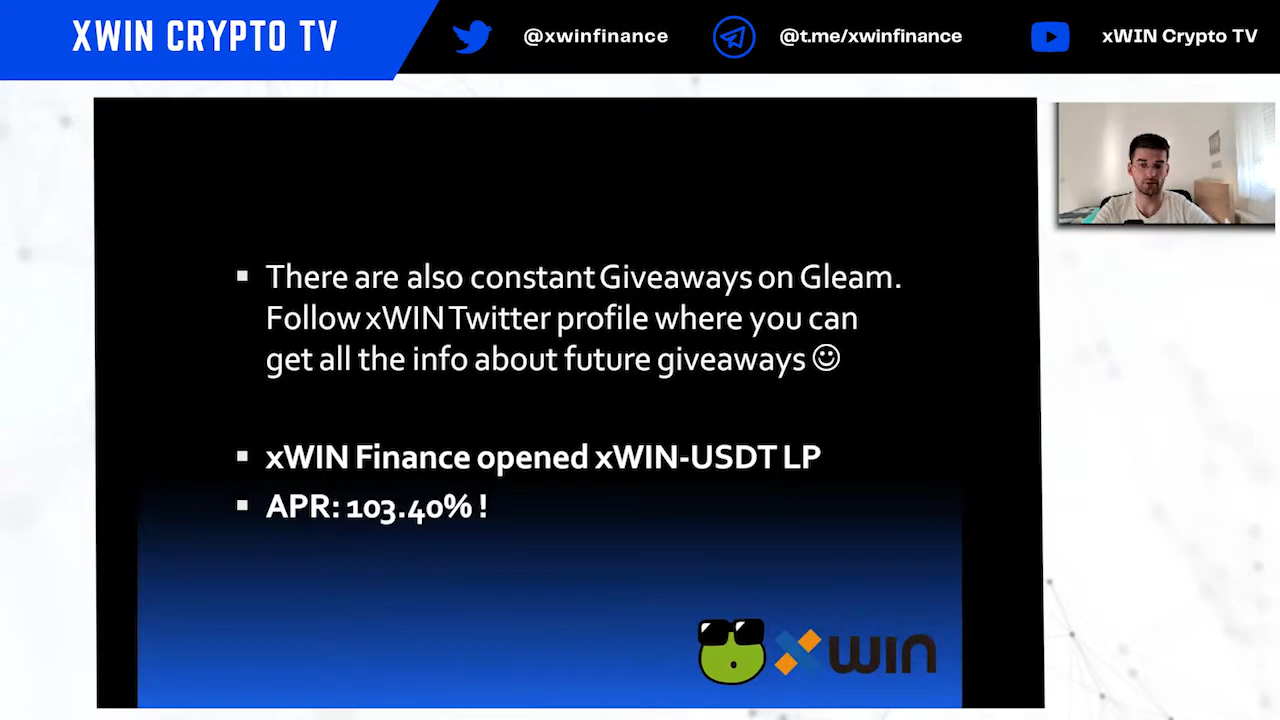 XWIN CRYPTO TV
@xwinfinance
@t.me/xwinfinance
xWIN Crypto TV
▪ There are also constant Giveaways on Gleam.
Follow xWIN Twitter profile where you can
get all the info about future giveaways ☺
▪ xWIN Finance opened xWIN-USDT LP
▪ APR: 103.40% !
xWIN